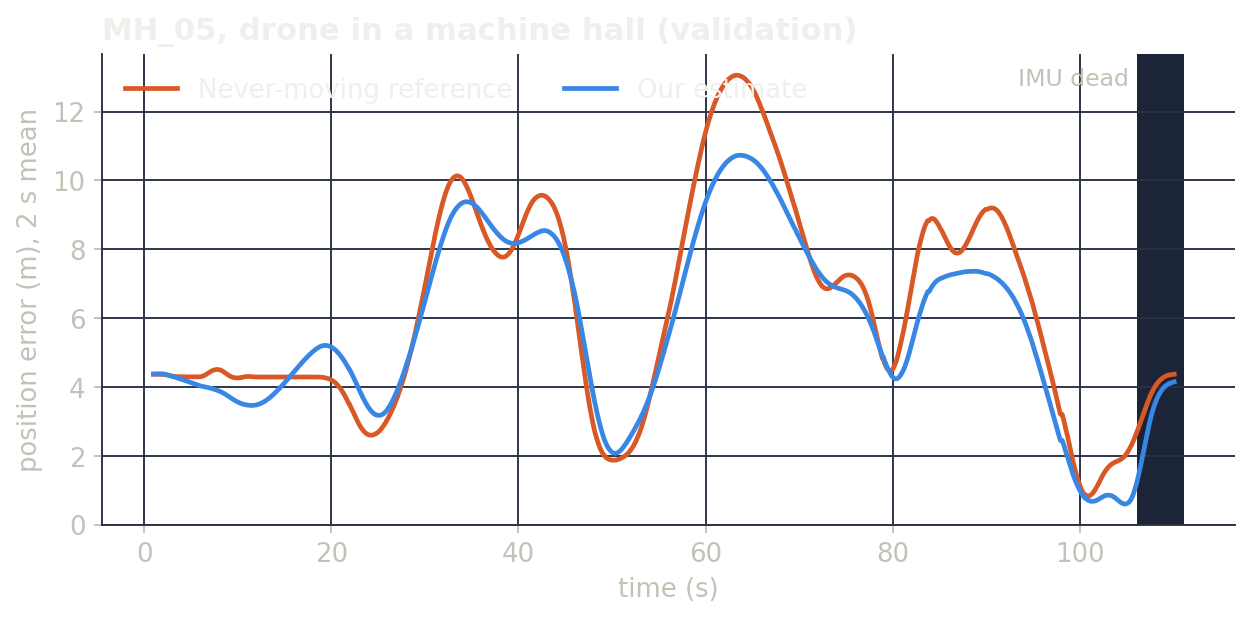 MH_05, drone in a machine hall (validation)
Never-moving reference
Our estimate
IMU dead
position error (m), 2 s mean
12
10
8
6
4
2
0
0 20 40 60 80 100
time (s)